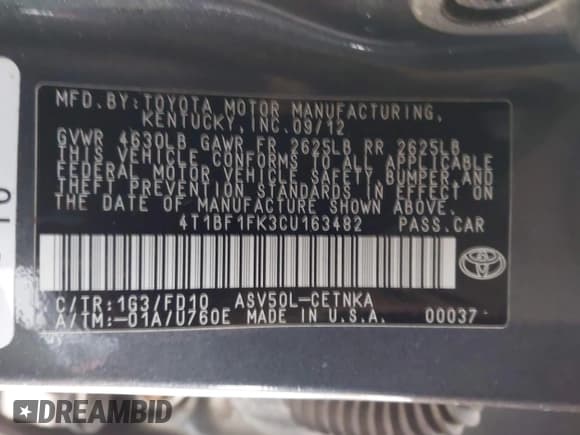 MFD.BY:TOYOTA MOTOR MANUFACTURING,
KENTUCKY,INC.09/12
GVWR 4630LB GAWR FR 2625LB RR 2625LB
THIS VEHICLE CONFORMS TO ALL APPLICABLE
FEDERAL MOTOR VEHICLE SAFETY,BUMPER,AND
THEFT PREVENTION STANDARDS IN EFFECT ON
THE DATE OF MANUFACTURE SHOWN ABOVE.
4T1BF1FK3CU163482 PASS.CAR
TOYOTA
C/TR:1G3/FD10 ASV50L-CETNKA
A/TM:-01A/U760E MADE IN U.S.A. 00037
DREAMBID